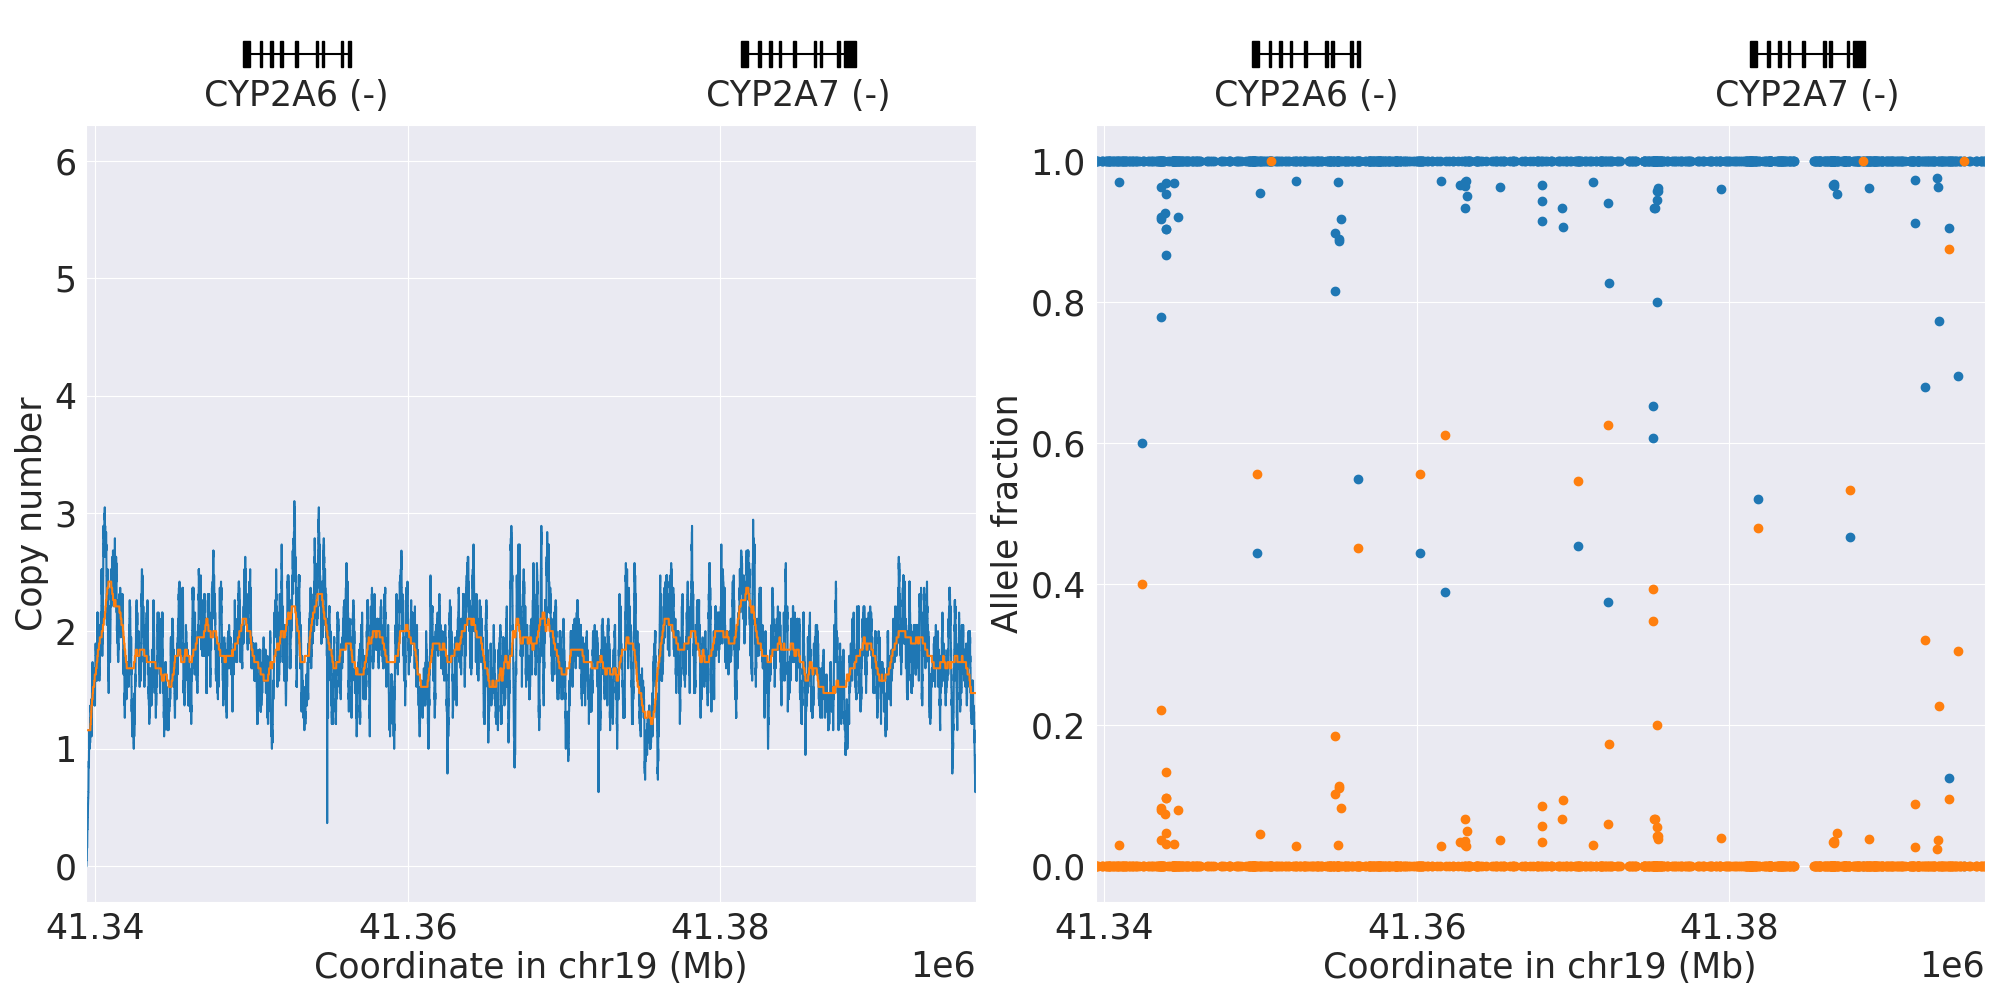 CYP2A6 (-) CYP2A7 (-)
Copy number
6
5
4
3
2
1
0
41.34 41.36 41.38
Coordinate in chr19 (Mb) 1e6
CYP2A6 (-) CYP2A7 (-)
Allele fraction
1.0
0.8
0.6
0.4
0.2
0.0
41.34 41.36 41.38
Coordinate in chr19 (Mb) 1e6